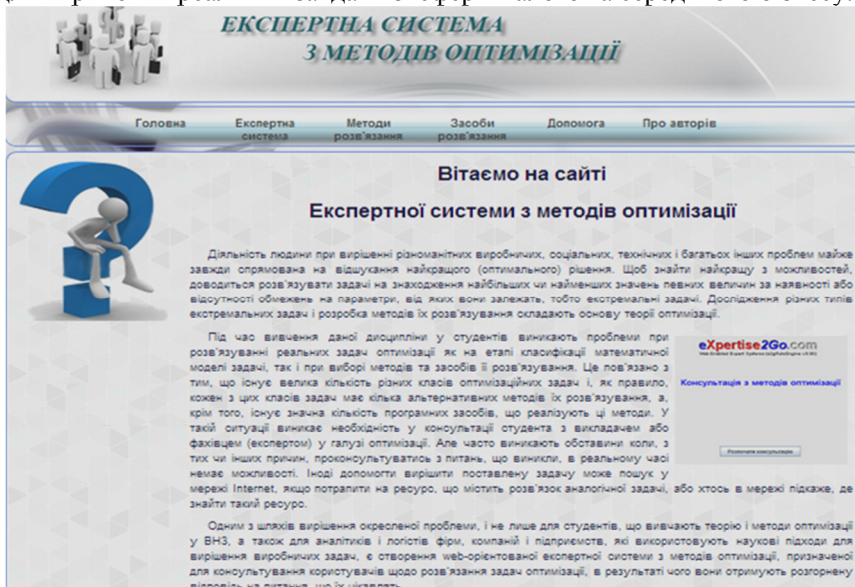 ЕКСПЕРТНА СИСТЕМА
З МЕТОДІВ ОПТИМІЗАЦІЇ
Головна
Експертна система
Методи розв'язання
Засоби розв'язання
Допомога
Про авторів
Вітаємо на сайті
Експертної системи з методів оптимізації
Діяльність людини при вирішенні різноманітних виробничих, соціальних, технічних і багатьох інших проблем майже
завжди спрямована на відшукання найкращого (оптимального) рішення. Щоб знайти найкращу з можливостей,
доводиться розв'язувати задачі на знаходження найбільших чи найменших значень певних величин за наявності або
відсутності обмежень на параметри, від яких вони залежать, тобто екстремальні задачі. Дослідження різних типів
екстремальних задач і розробка методів їх розв'язування складають основу теорії оптимізації.
Під час вивчення даної дисципліни у студентів виникають проблеми при
розв'язуванні реальних задач оптимізації як на етапі класифікації математичної
моделі задачі, так і при виборі методів та засобів її розв'язування. Це пов'язано з
тим, що існує велика кількість різних класів оптимізаційних задач і, як правило,
кожен з цих класів задач має кілька альтернативних методів їх розв'язування, а,
крім того, існує значна кількість програмних засобів, що реалізують ці методи. У
такій ситуації виникає необхідність у консультації студента з викладачем або
фахівцем (експертом) у галузі оптимізації. Але часто виникають обставини коли, з
тих чи інших причин, проконсультуватись з питань, що виникли, в реальному часі
немає можливості. Іноді допомогти вирішити поставлену задачу може пошук у
мережі Internet, якщо потрапити на ресурс, що містить розв'язок аналогічної задачі, або хтось в мережі підкаже, де
знайти такий ресурс.
eXpertise2Go.com
Консультація з методів оптимізації
Розпочати консультацію
Одним з шляхів вирішення окресленої проблеми, і не лише для студентів, що вивчають теорію і методи оптимізації
у ВНЗ, а також для аналітиків і логістів фірм, компаній і підприємств, які використовують наукові підходи для
вирішення виробничих задач, є створення web-орієнтованої експертної системи з методів оптимізації, призначеної
для консультування користувачів щодо розв'язання задач оптимізації, в результаті чого вони отримують розгорнену
відповідь на питання, що їх цікавлять.